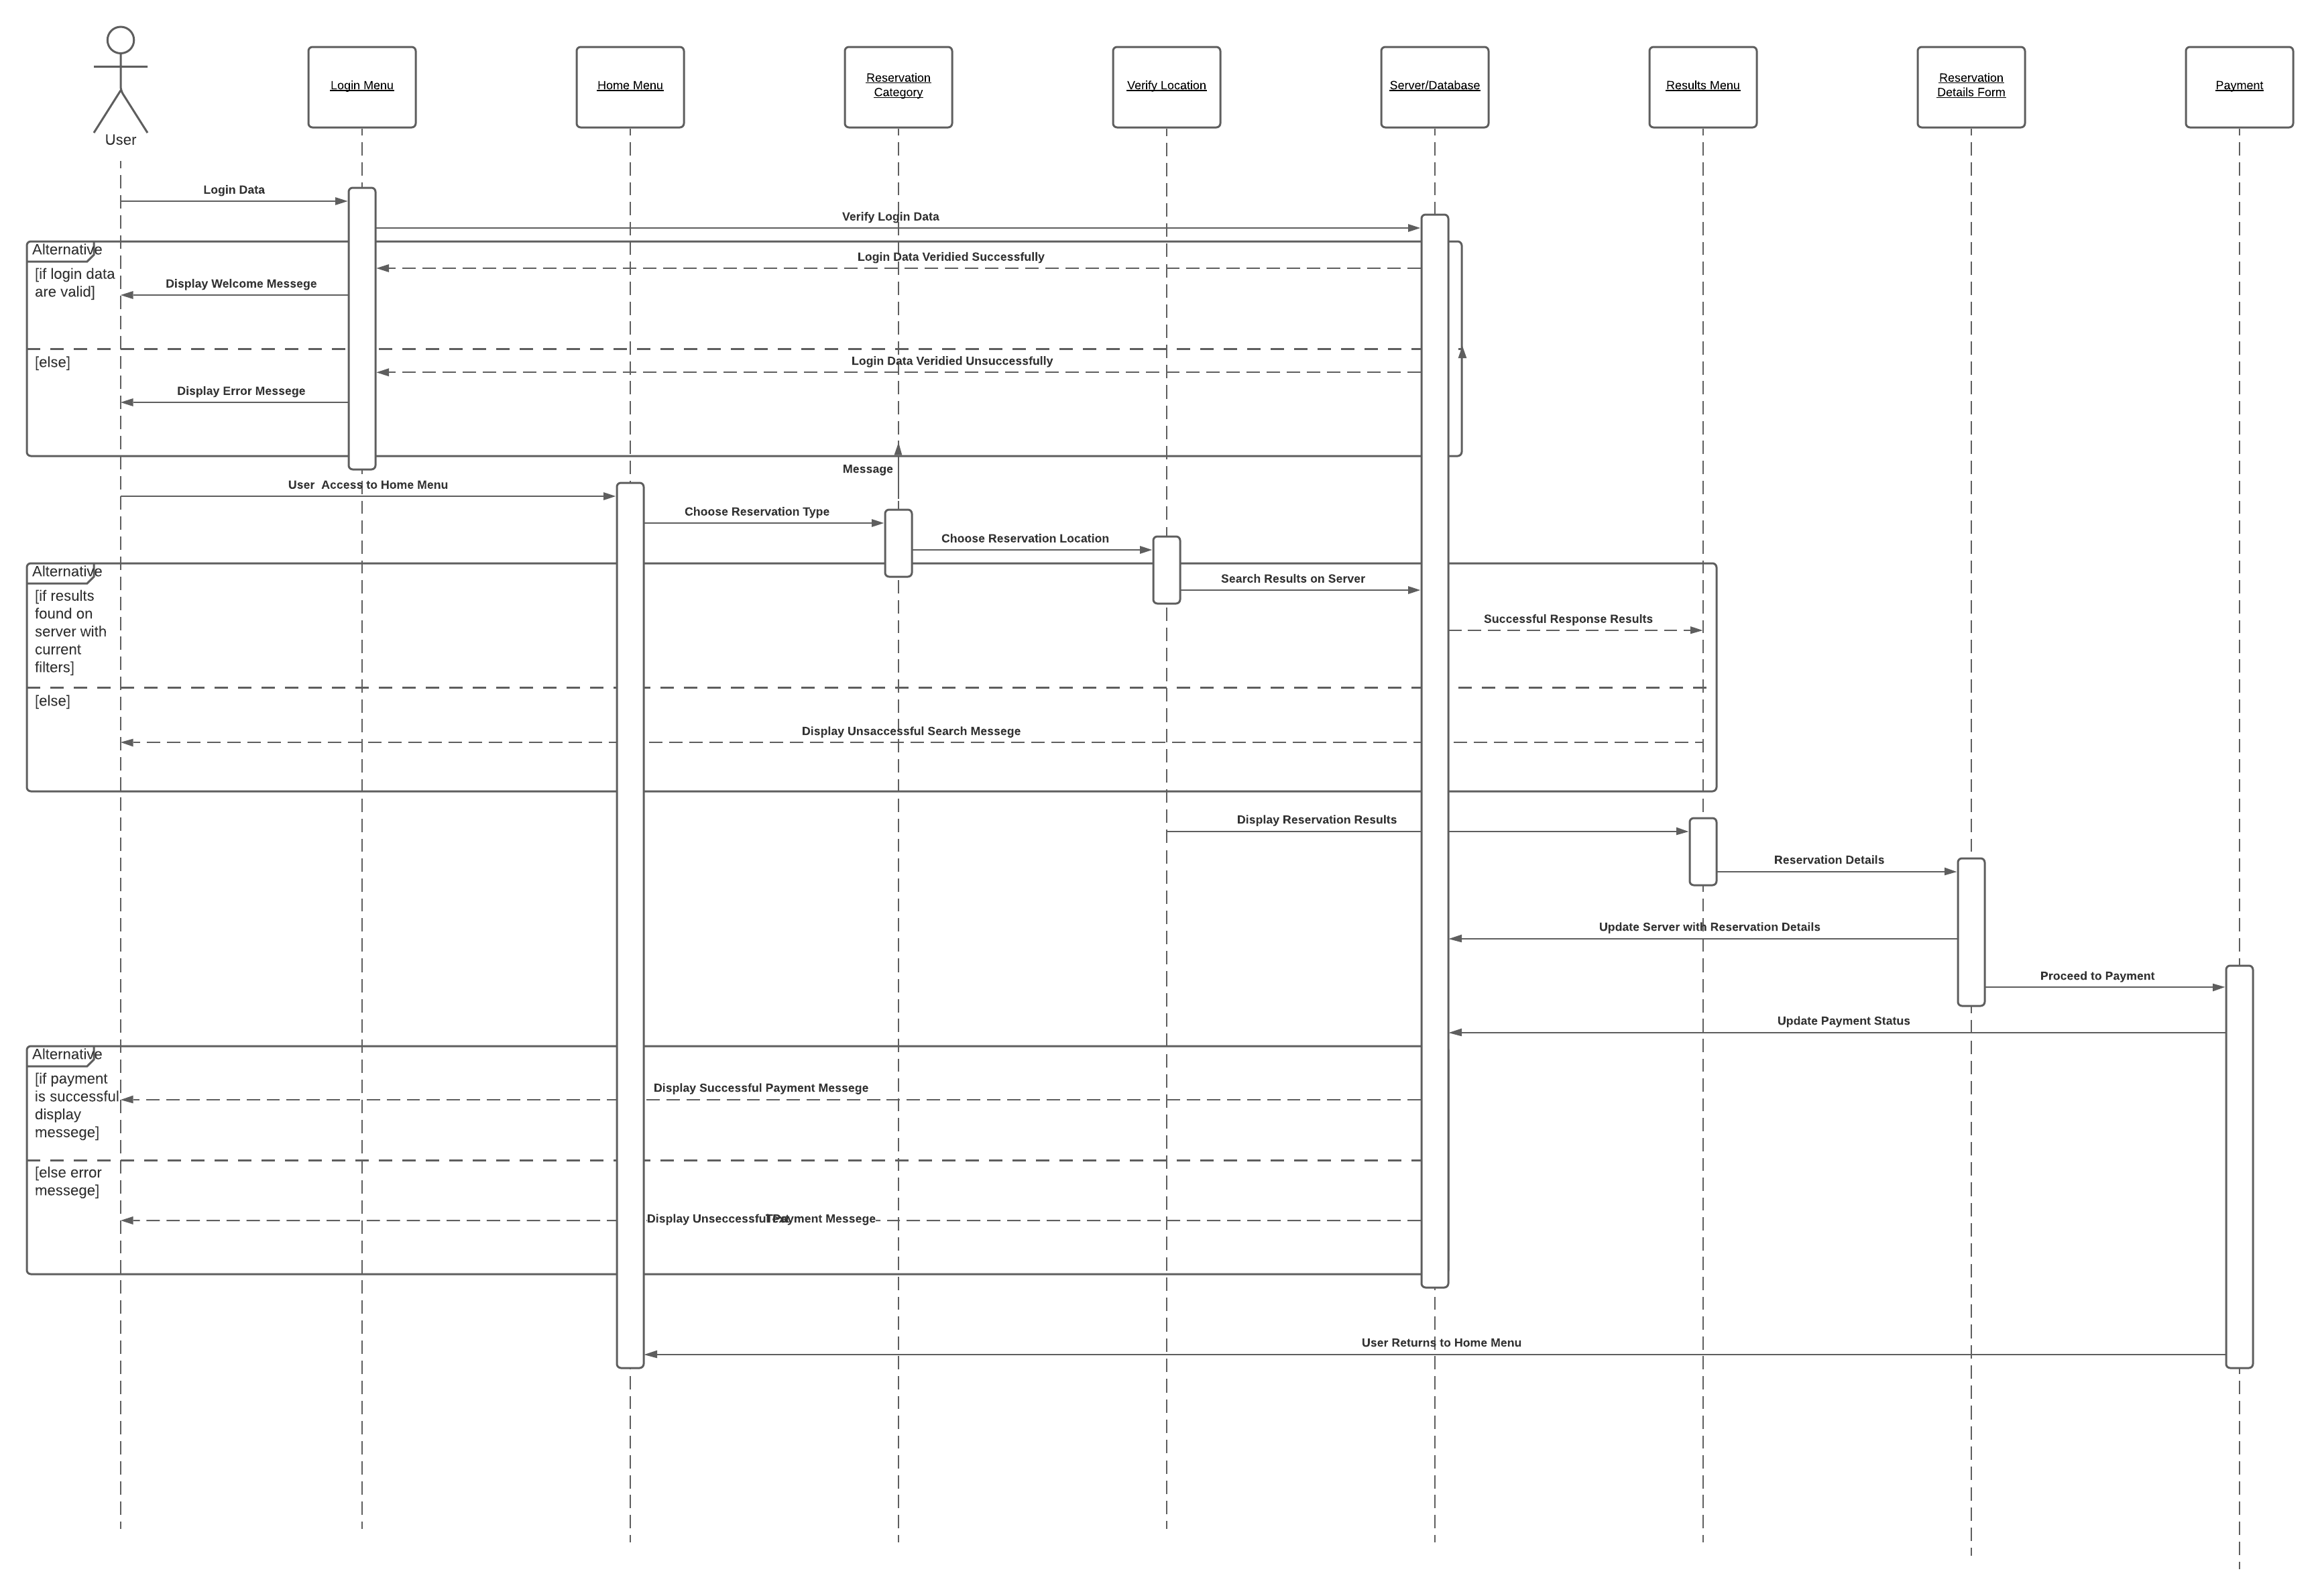 User
Login Menu
Home Menu
Reservation
Category
Verify Location
Server/Database
Results Menu
Reservation
Details Form
Payment
Login Data
Verify Login Data
Alternative
[if login data
are valid]
Login Data Veridied Successfully
Display Welcome Messege
[else]
Login Data Veridied Unsuccessfully
Display Error Messege
Message
User  Access to Home Menu
Choose Reservation Type
Choose Reservation Location
Alternative
[if results
found on
server with
current
filters]
Search Results on Server
Successful Response Results
[else]
Display Unsaccessful Search Messege
Display Reservation Results
Reservation Details
Update Server with Reservation Details
Proceed to Payment
Update Payment Status
Alternative
[if payment
is successful
display
messege]
Display Successful Payment Messege
[else error
messege]
Display Unseccessful Payment Messege
Text
User Returns to Home Menu